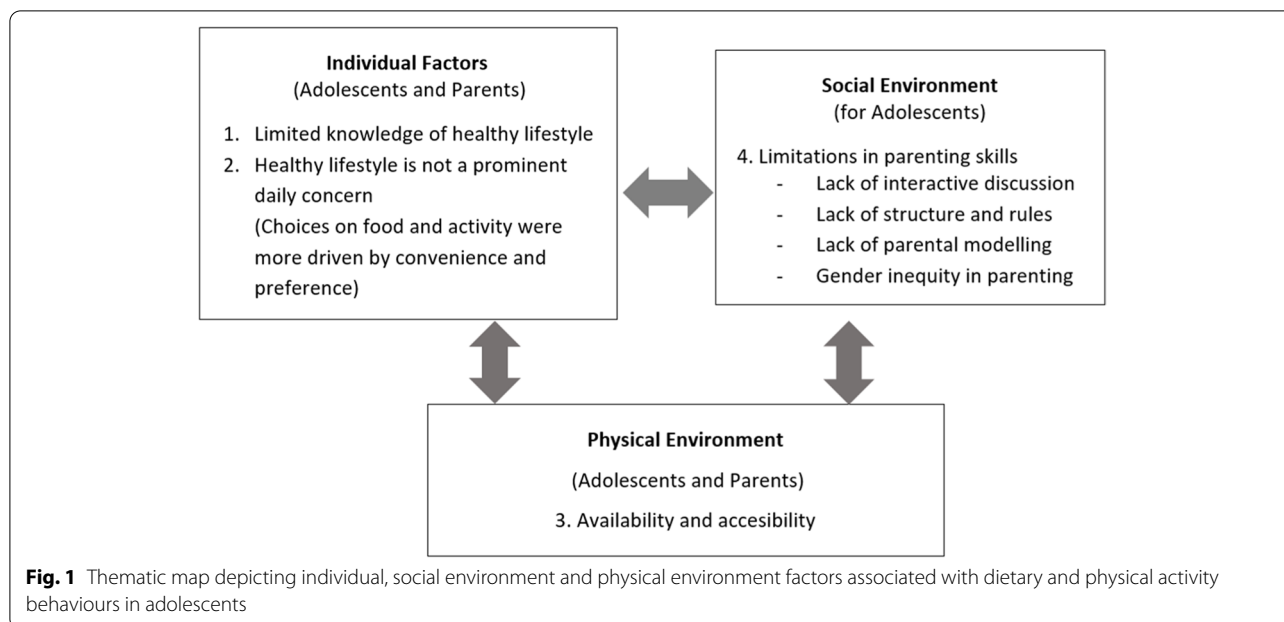 Individual Factors
(Adolescents and Parents)
1. Limited knowledge of healthy lifestyle
2. Healthy lifestyle is not a prominent
daily concern
(Choices on food and activity were
more driven by convenience and
preference)
Social Environment
(for Adolescents)
4. Limitations in parenting skills
- Lack of interactive discussion
- Lack of structure and rules
- Lack of parental modelling
- Gender inequity in parenting
Physical Environment
(Adolescents and Parents)
3. Availability and accesibility
Fig. 1 Thematic map depicting individual, social environment and physical environment factors associated with dietary and physical activity
behaviours in adolescents